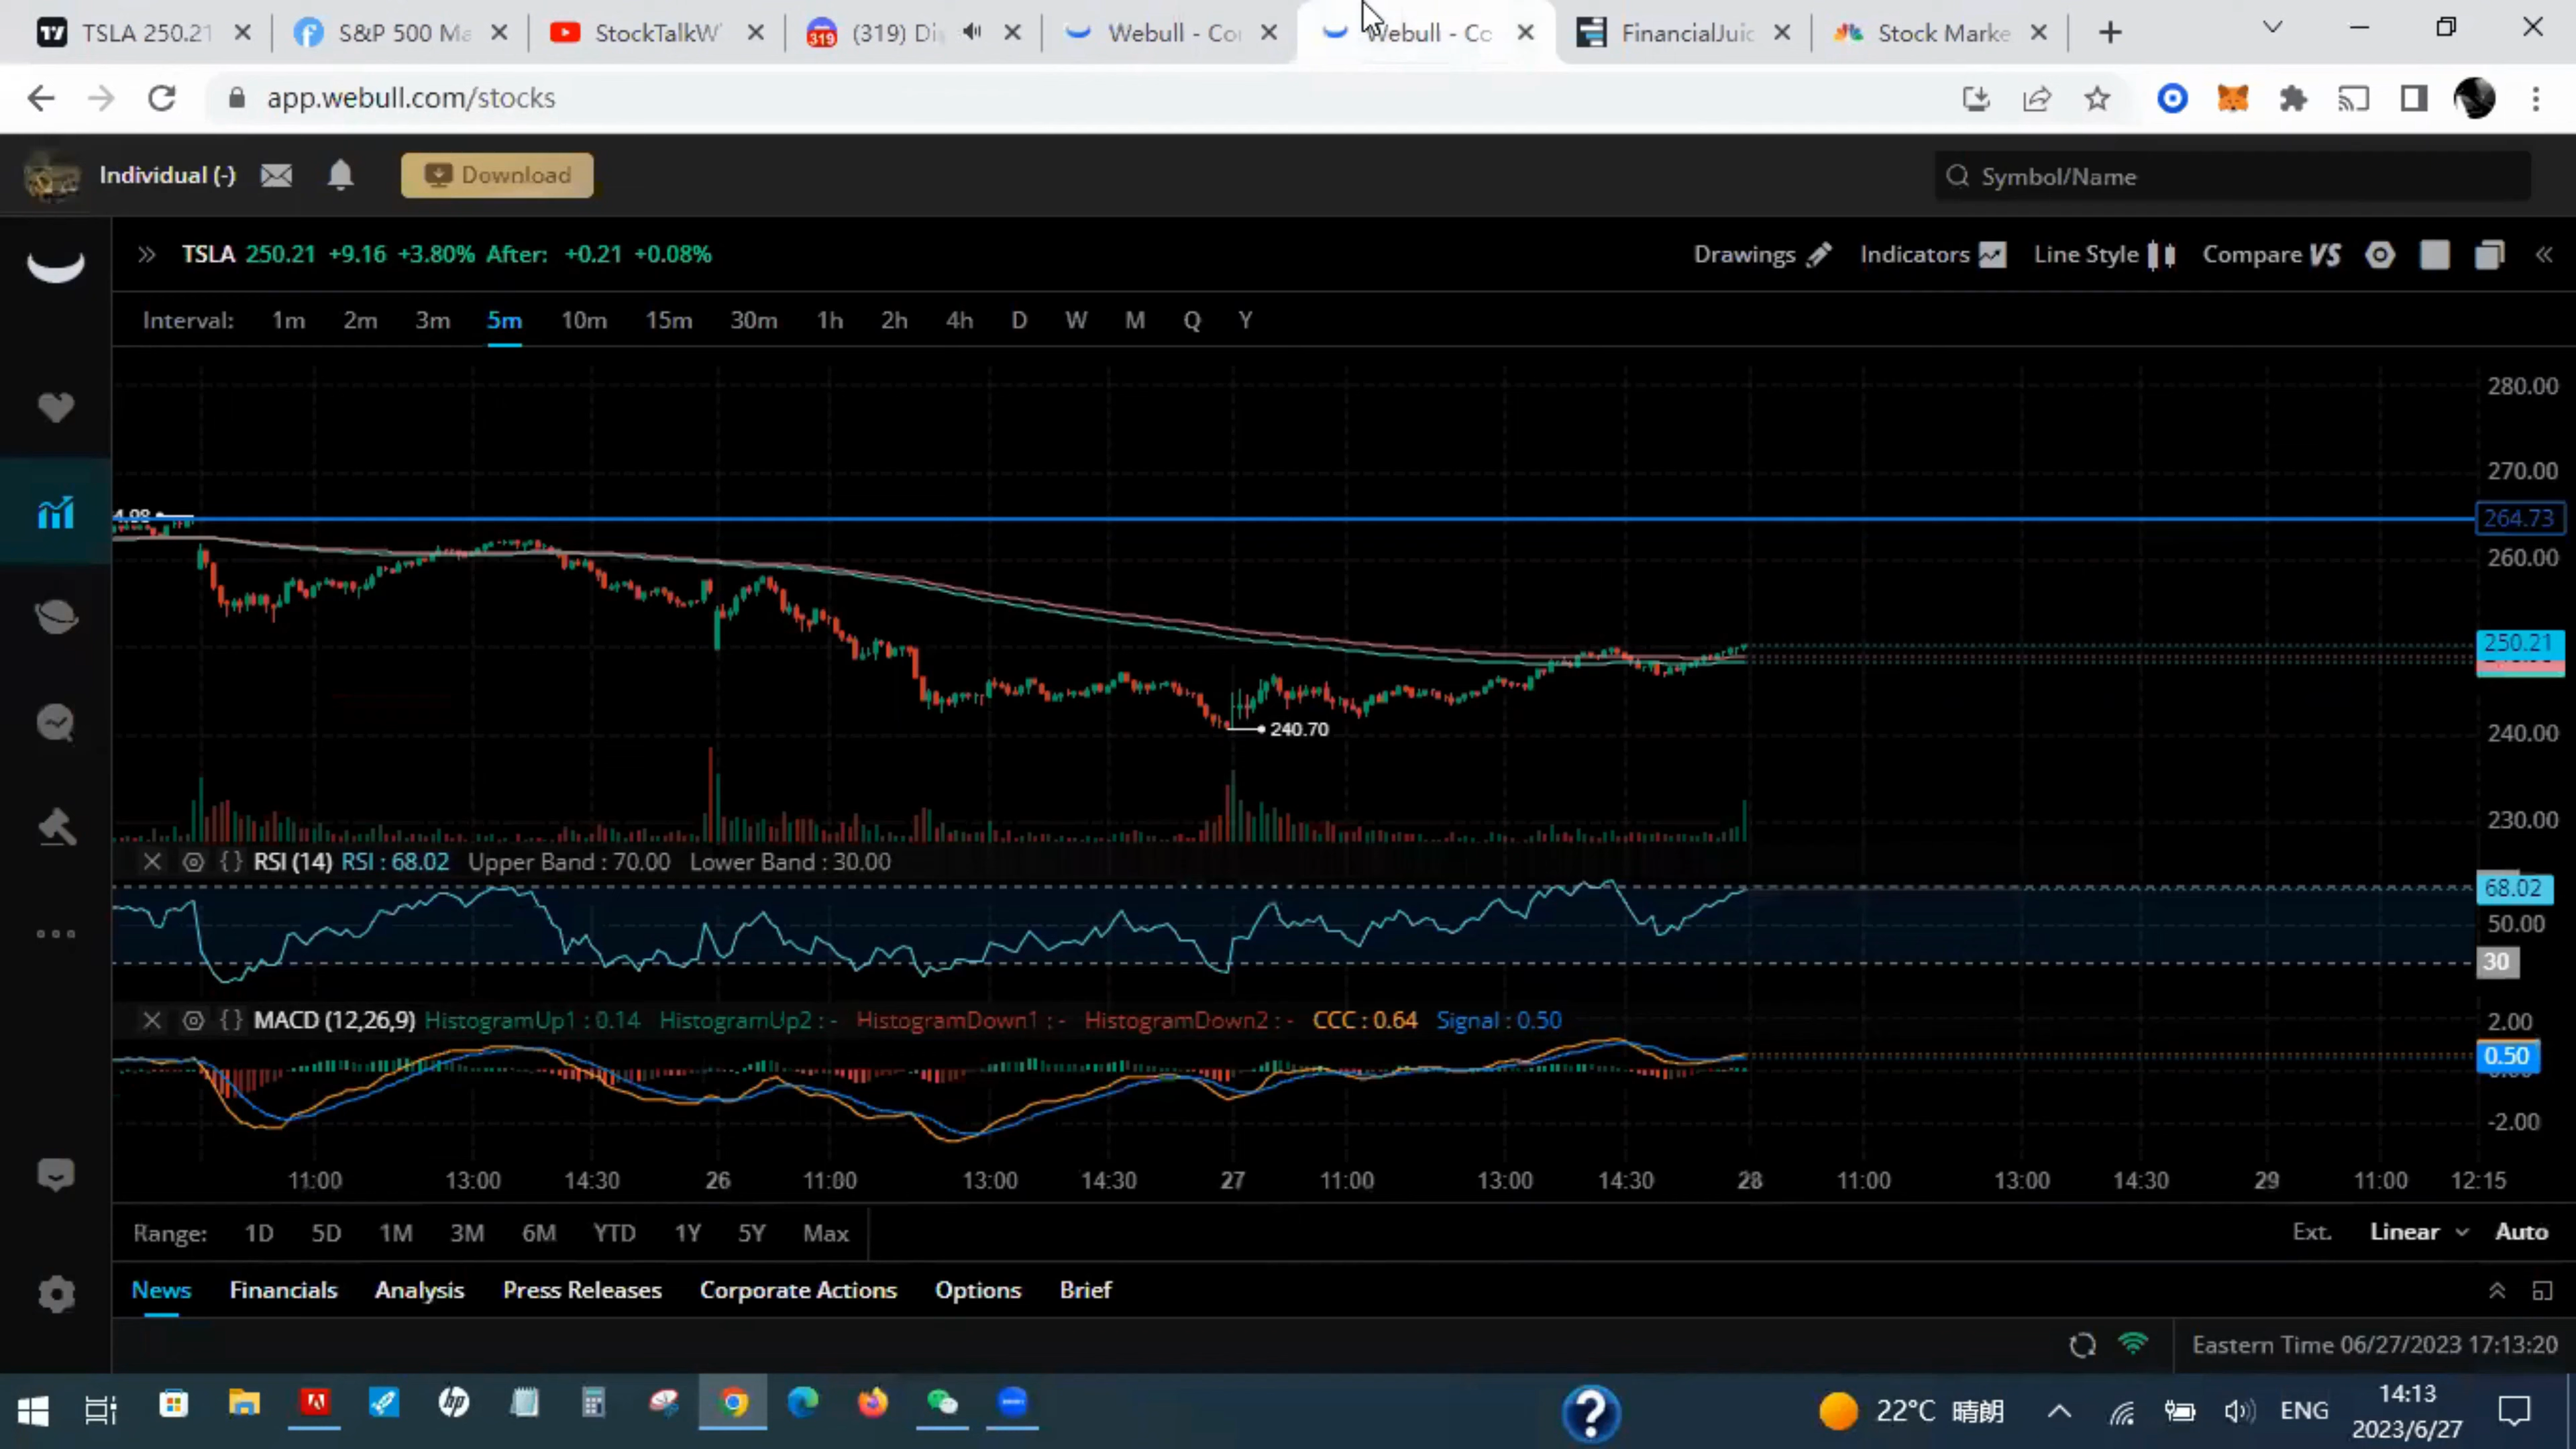 TSLA 250.21
S&P 500 Ma
StockTalkW
319
(319) Di
Webull - Co
Webull - Co
FinancialJuic
Stock Marke
app.webull.com/stocks
Individual (-)
Download
Symbol/Name
TSLA 250.21 +9.16 +3.80% After: +0.21 +0.08%
Drawings
Indicators
Line Style
Compare VS
Interval: 1m 2m 3m 5m 10m 15m 30m 1h 2h 4h D W M Q Y
280.00
270.00
4.98
264.73
260.00
250.21
240.70
240.00
230.00
RSI (14) RSI : 68.02 Upper Band : 70.00 Lower Band : 30.00
68.02
50.00
30
MACD (12,26,9) HistogramUp1 : 0.14 HistogramUp2 : - HistogramDown1 : - HistogramDown2 : - CCC : 0.64 Signal : 0.50
2.00
0.50
-2.00
11:00 13:00 14:30 26 11:00 13:00 14:30 27 11:00 13:00 14:30 28 11:00 13:00 14:30 29 11:00 12:15
Range: 1D 5D 1M 3M 6M YTD 1Y 5Y Max
Ext. Linear Auto
News Financials Analysis Press Releases Corporate Actions Options Brief
Eastern Time 06/27/2023 17:13:20
hp
22°C 晴朗
ENG
14:13
2023/6/27